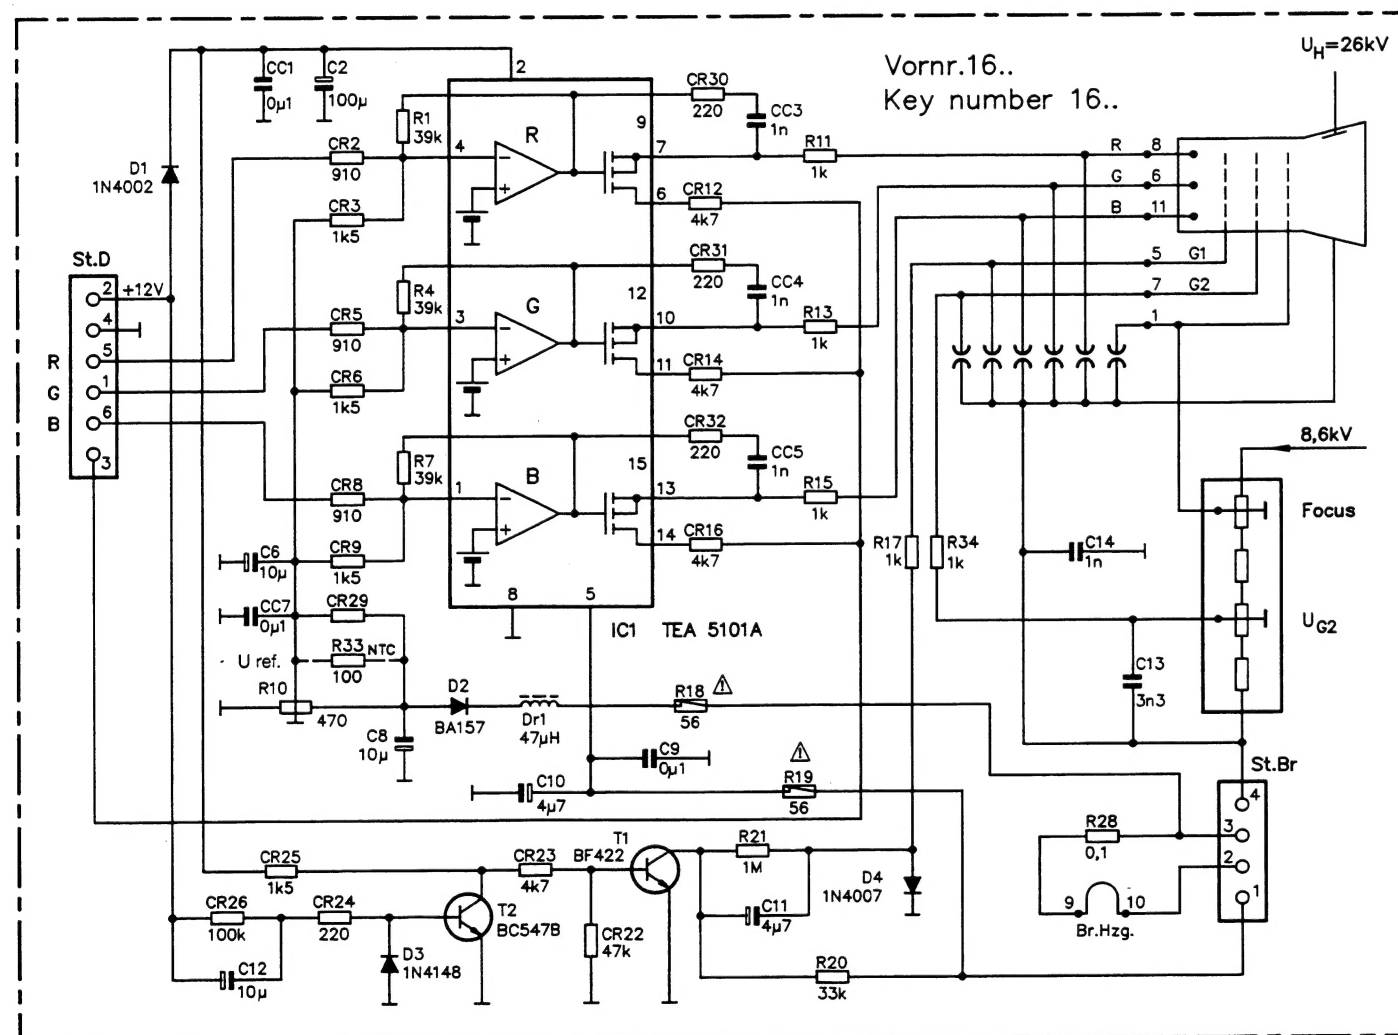 Vornr.16..
Key number 16..
U_H=26kV
CC1
0µ1
C2
100µ
2
R1
39k
R
9
CR30
220
CC3
1n
D1
1N4002
CR2
910
4
7
R11
1k
R 8
G 6
B 11
CR3
1k5
6
CR12
4k7
St.D
2 +12V
4
R 5
G 1
B 6
3
R4
39k
G
12
CR31
220
CC4
1n
5 G1
7 G2
1
CR5
910
3
10
R13
1k
CR6
1k5
11
CR14
4k7
R7
39k
B
15
CR32
220
CC5
1n
8,6kV
CR8
910
1
13
R15
1k
14
CR16
4k7
C6
10µ
CR9
1k5
R17
1k
R34
1k
C14
1n
Focus
U_G2
CC7
0µ1
CR29
8
5
IC1 TEA 5101A
U ref.
R33 NTC
100
R10
470
C8
10µ
D2
BA157
Dr1
47µH
R18
56
C13
3n3
C9
0µ1
C10
4µ7
R19
56
St.Br
4
3
2
1
R28
0,1
9
10
Br.Hzg.
CR25
1k5
CR23
4k7
T1
BF422
R21
1M
D4
1N4007
CR26
100k
CR24
220
T2
BC547B
C11
4µ7
CR22
47k
D3
1N4148
C12
10µ
R20
33k